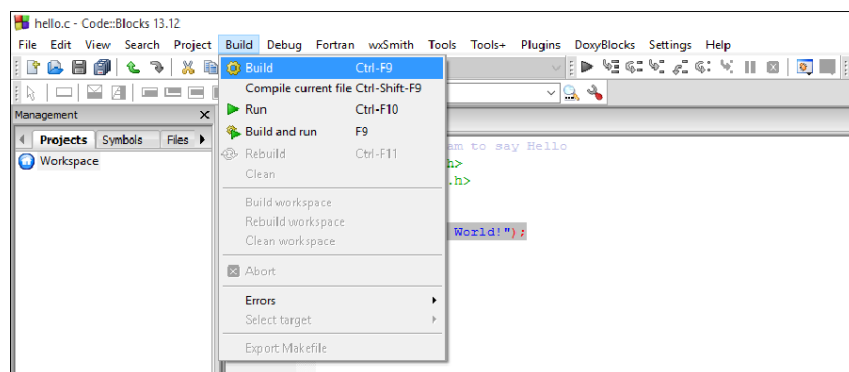 hello.c - Code::Blocks 13.12
File Edit View Search Project Build Debug Fortran wxSmith Tools Tools+ Plugins DoxyBlocks Settings Help
Management
Projects Symbols Files
Workspace
Build Ctrl-F9
Compile current file Ctrl-Shift-F9
Run Ctrl-F10
Build and run F9
Rebuild Ctrl-F11
Clean
Build workspace
Rebuild workspace
Clean workspace
Abort
Errors
Select target
Export Makefile
am to say Hello
h>
.h>
World!");